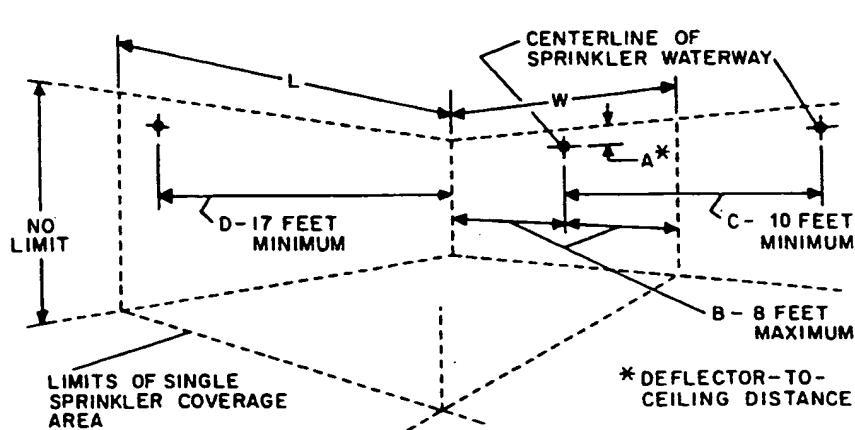 CENTERLINE OF
SPRINKLER WATERWAY
L
W
A*
NO
LIMIT
D-17 FEET
MINIMUM
C- 10 FEET
MINIMUM
B- 8 FEET
MAXIMUM
LIMITS OF SINGLE
SPRINKLER COVERAGE
AREA
* DEFLECTOR-TO-
CEILING DISTANCE